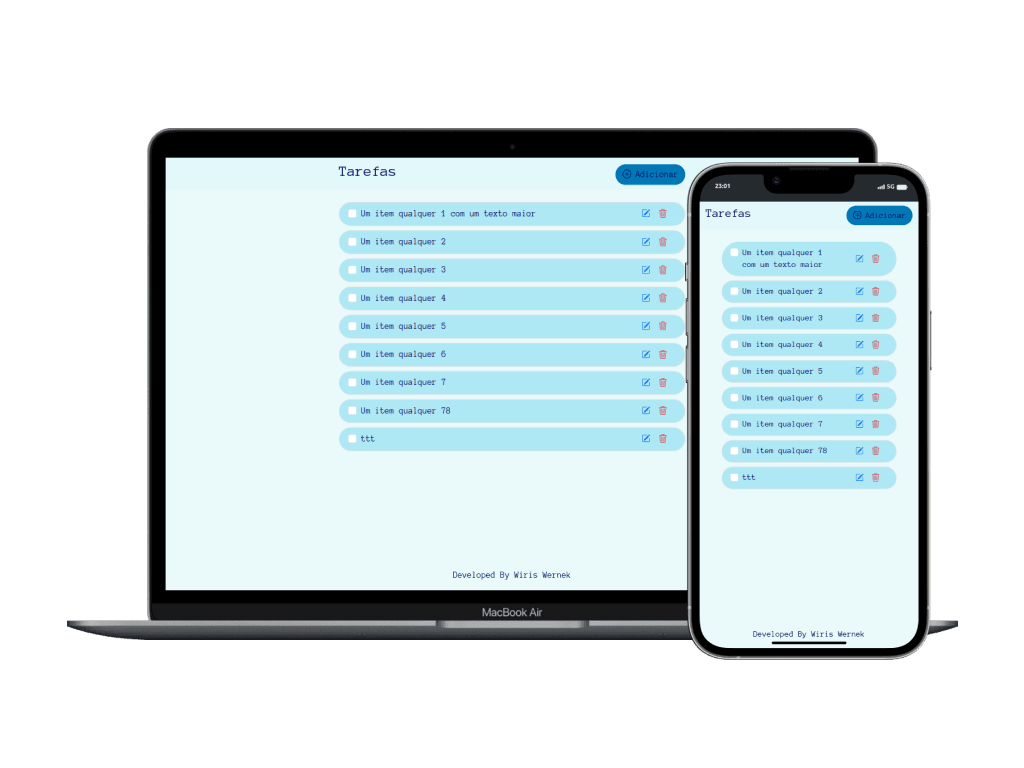 Tarefas
Adicionar
Um item qualquer 1 com um texto maior
Um item qualquer 2
Um item qualquer 3
Um item qualquer 4
Um item qualquer 5
Um item qualquer 6
Um item qualquer 7
Um item qualquer 78
ttt
Developed By Wiris Wernek
MacBook Air
23:01
5G
Tarefas
Adicionar
Um item qualquer 1
com um texto maior
Um item qualquer 2
Um item qualquer 3
Um item qualquer 4
Um item qualquer 5
Um item qualquer 6
Um item qualquer 7
Um item qualquer 78
ttt
Developed By Wiris Wernek